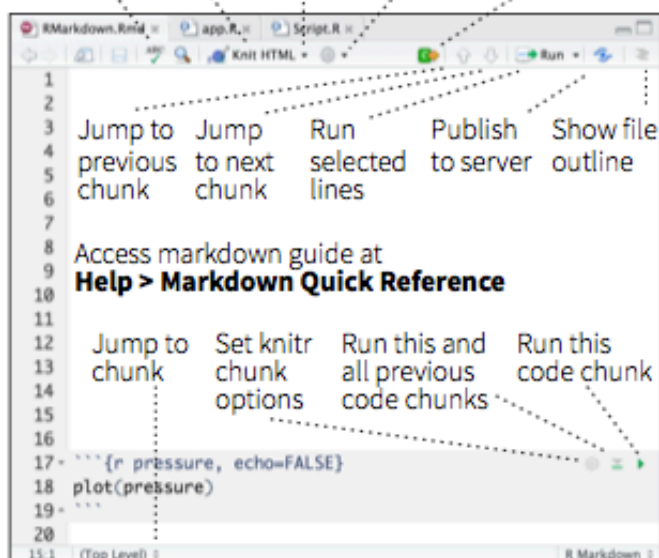 RMarkdown.Rmd app.R Script.R
ABC Knit HTML Run
1
2
3 Jump to Jump Run Publish Show file
4 previous to next selected to server outline
5 chunk chunk lines
6
7
8 Access markdown guide at
9 Help > Markdown Quick Reference
10
11
12 Jump to Set knitr Run this and Run this
13 chunk chunk all previous code chunk
14 options code chunks
15
16
17 ```{r pressure, echo=FALSE}
18 plot(pressure)
19 ```
20
15:1 (Top Level) R Markdown